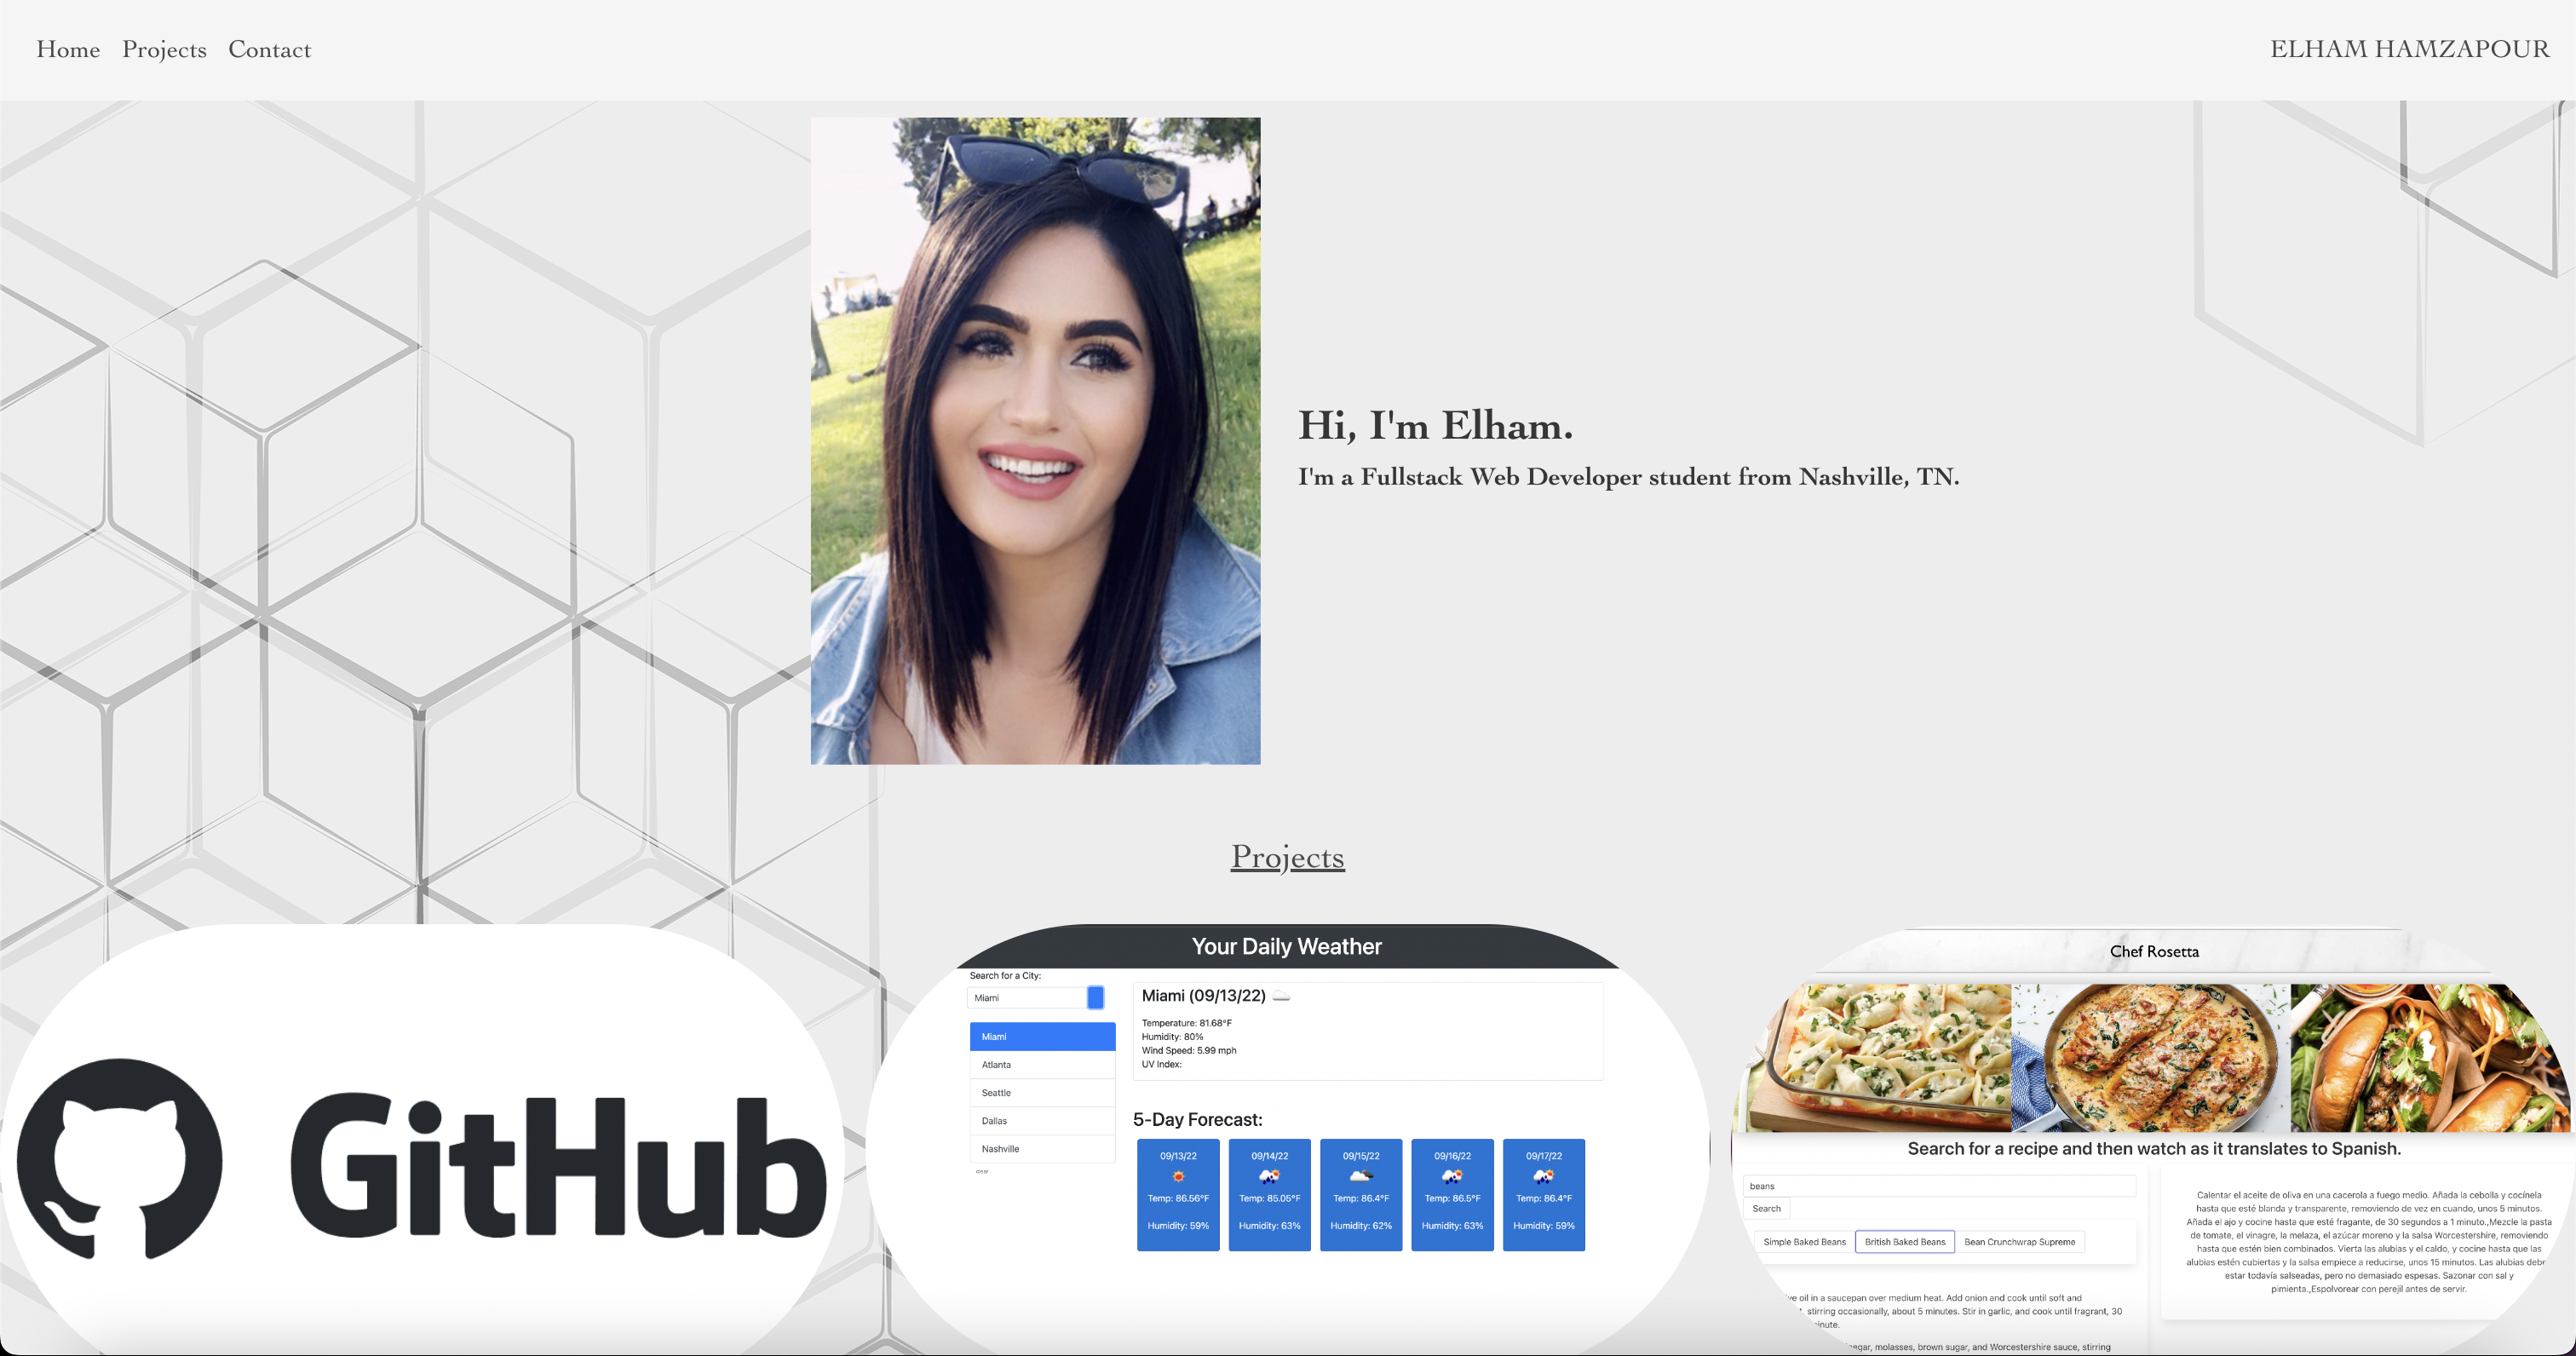 Home Projects Contact
ELHAM HAMZAPOUR
Hi, I'm Elham.
I'm a Fullstack Web Developer student from Nashville, TN.
Projects
GitHub
Your Daily Weather
Search for a City:
Miami
Miami
Atlanta
Seattle
Dallas
Nashville
clear
Miami (09/13/22)
Temperature: 81.68°F
Humidity: 80%
Wind Speed: 5.99 mph
UV Index:
5-Day Forecast:
09/13/22 09/14/22 09/15/22 09/16/22 09/17/22
Temp: 86.56°F Temp: 85.05°F Temp: 86.4°F Temp: 86.5°F Temp: 86.4°F
Humidity: 59% Humidity: 63% Humidity: 62% Humidity: 63% Humidity: 59%
Chef Rosetta
Search for a recipe and then watch as it translates to Spanish.
beans
Search
Simple Baked Beans British Baked Beans Bean Crunchwrap Supreme
oil in a saucepan over medium heat. Add onion and cook until soft and
stirring occasionally, about 5 minutes. Stir in garlic, and cook until fragrant, 30
molasses, brown sugar, and Worcestershire sauce, stirring
Calentar el aceite de oliva en una cacerola a fuego medio. Añada la cebolla y cocínela
hasta que esté blanda y transparente, removiendo de vez en cuando, unos 5 minutos.
Añada el ajo y cocine hasta que esté fragante, de 30 segundos a 1 minuto.,Mezcle la pasta
de tomate, el vinagre, la melaza, el azúcar moreno y la salsa Worcestershire, removiendo
hasta que estén bien combinados. Vierta las alubias y el caldo, y cocine hasta que las
alubias estén cubiertas y la salsa empiece a reducirse, unos 15 minutos. Las alubias
estar todavía salseadas, pero no demasiado espesas. Sazonar con sal y
pimienta.,Espolvorear con perejil antes de servir.